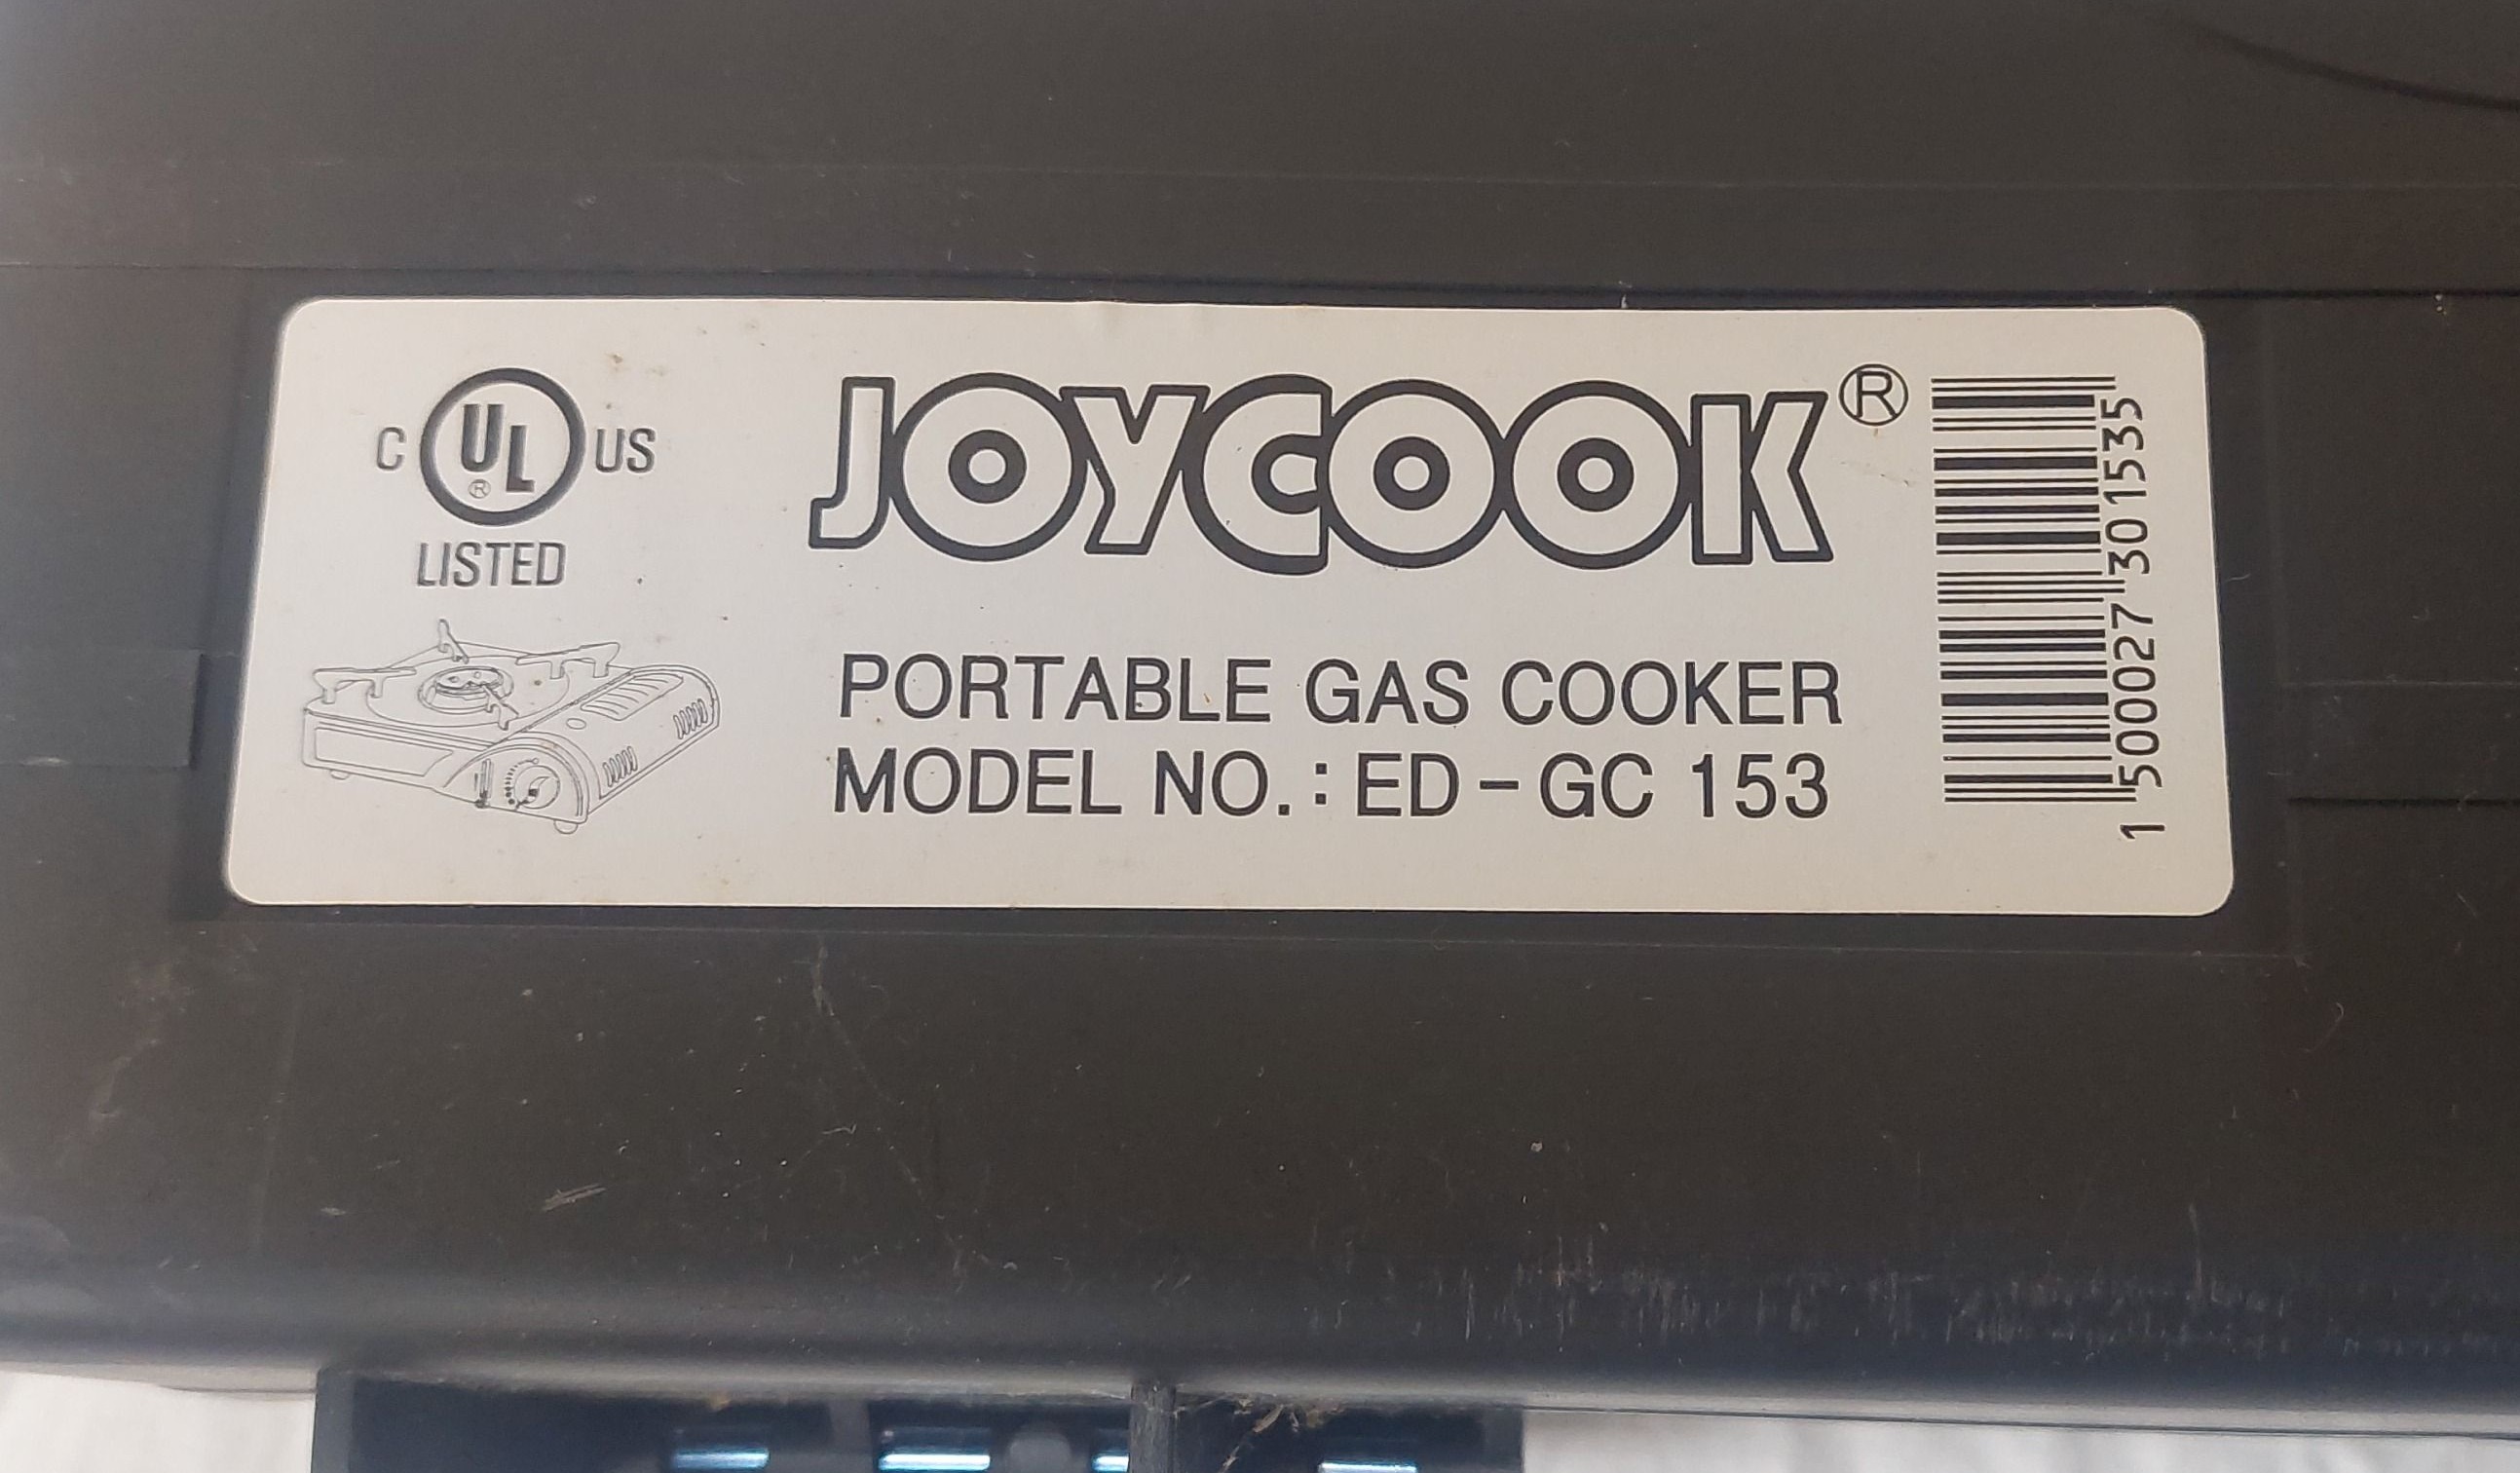 C UL® US
LISTED
JOYCOOK®
PORTABLE GAS COOKER
MODEL NO. : ED - GC 153
1 500027 301535